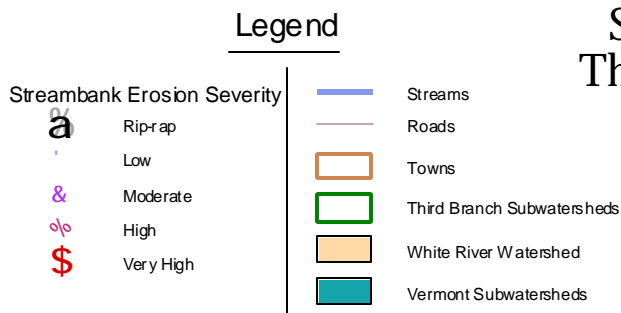 Legend
S
Th
Streambank Erosion Severity
% a Rip-rap
' Low
& Moderate
% High
$ Very High
Streams
Roads
Towns
Third Branch Subwatersheds
White River Watershed
Vermont Subwatersheds